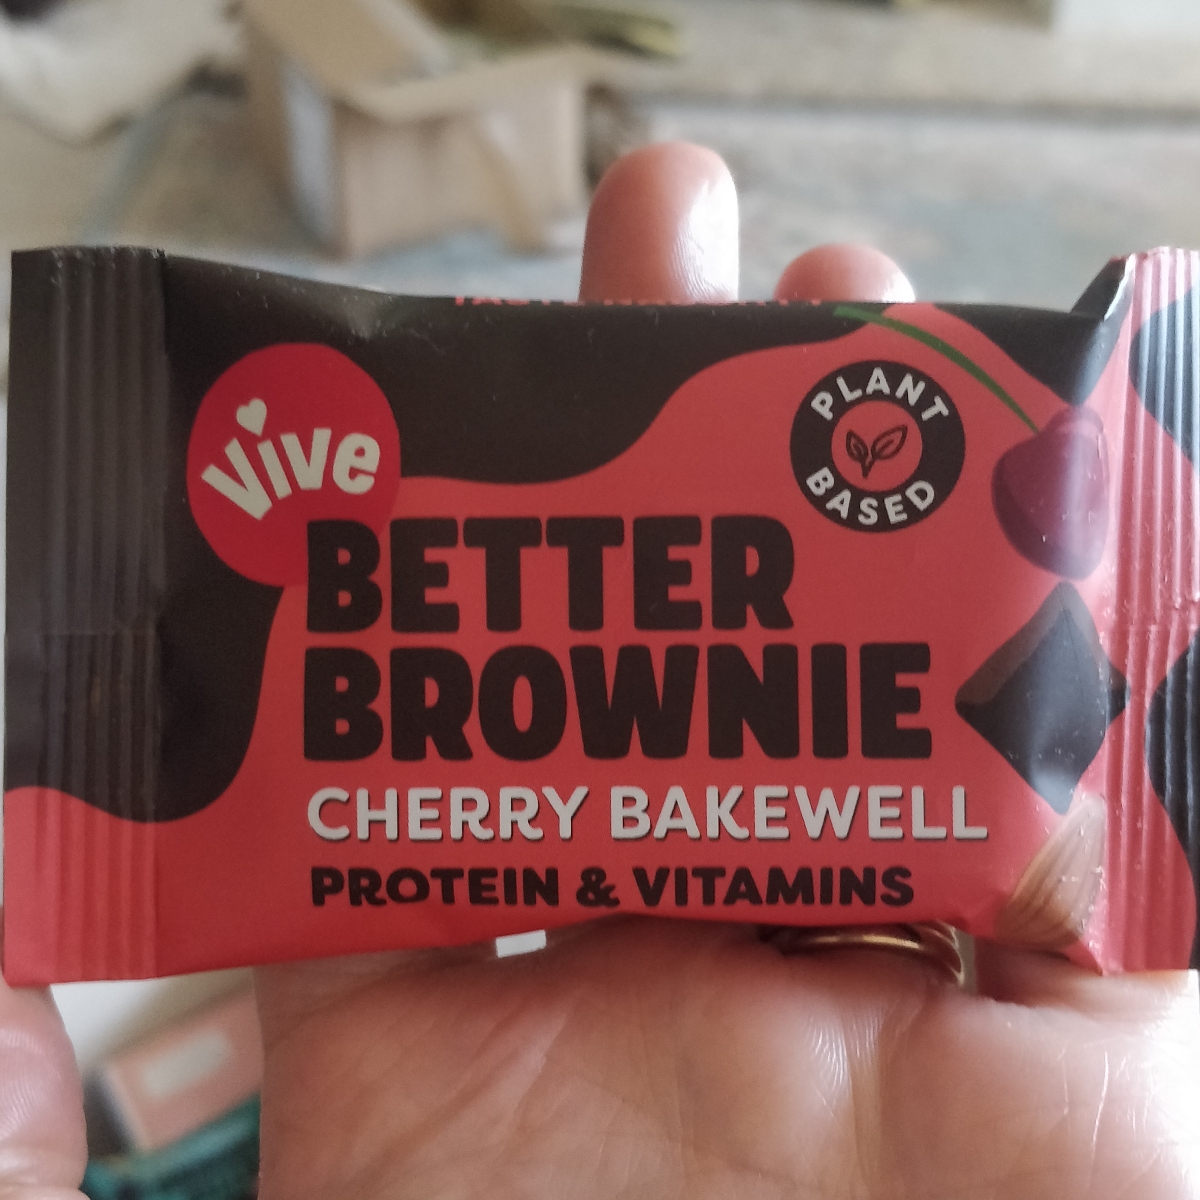 Vive
PLANT
BASED
BETTER
BROWNIE
CHERRY BAKEWELL
PROTEIN & VITAMINS